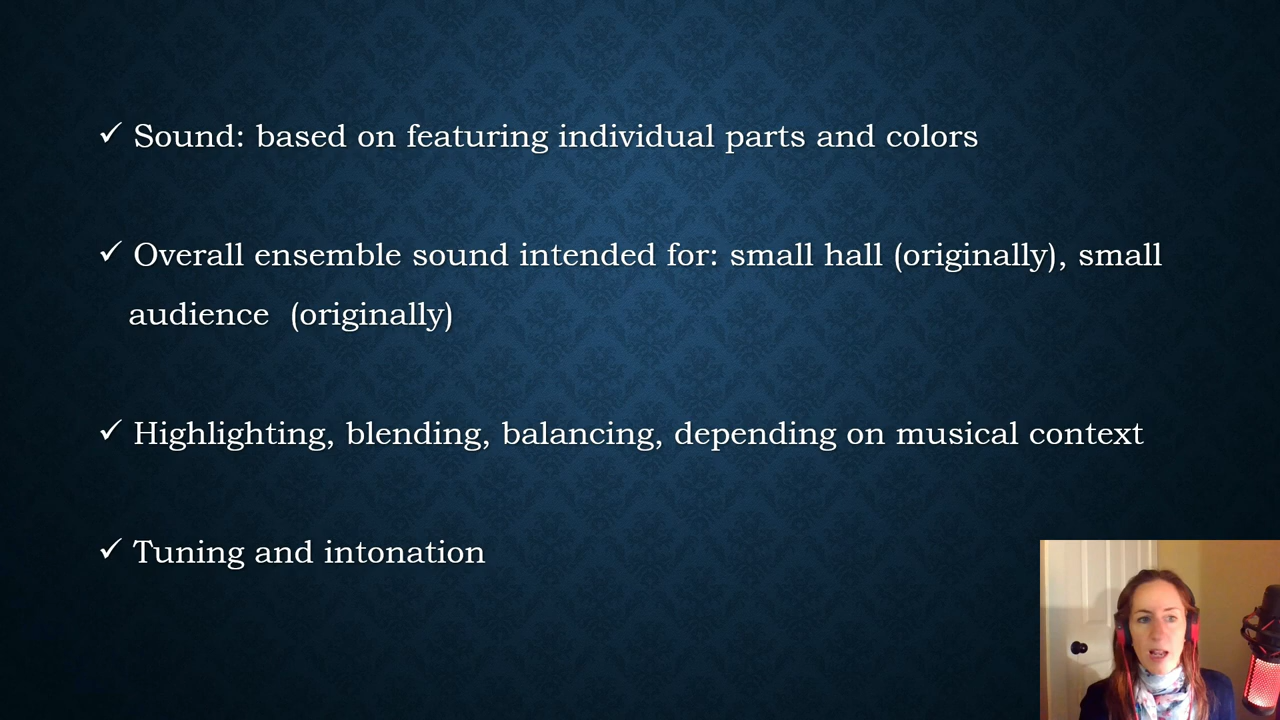 ✓ Sound: based on featuring individual parts and colors
✓ Overall ensemble sound intended for: small hall (originally), small
audience  (originally)
✓ Highlighting, blending, balancing, depending on musical context
✓ Tuning and intonation